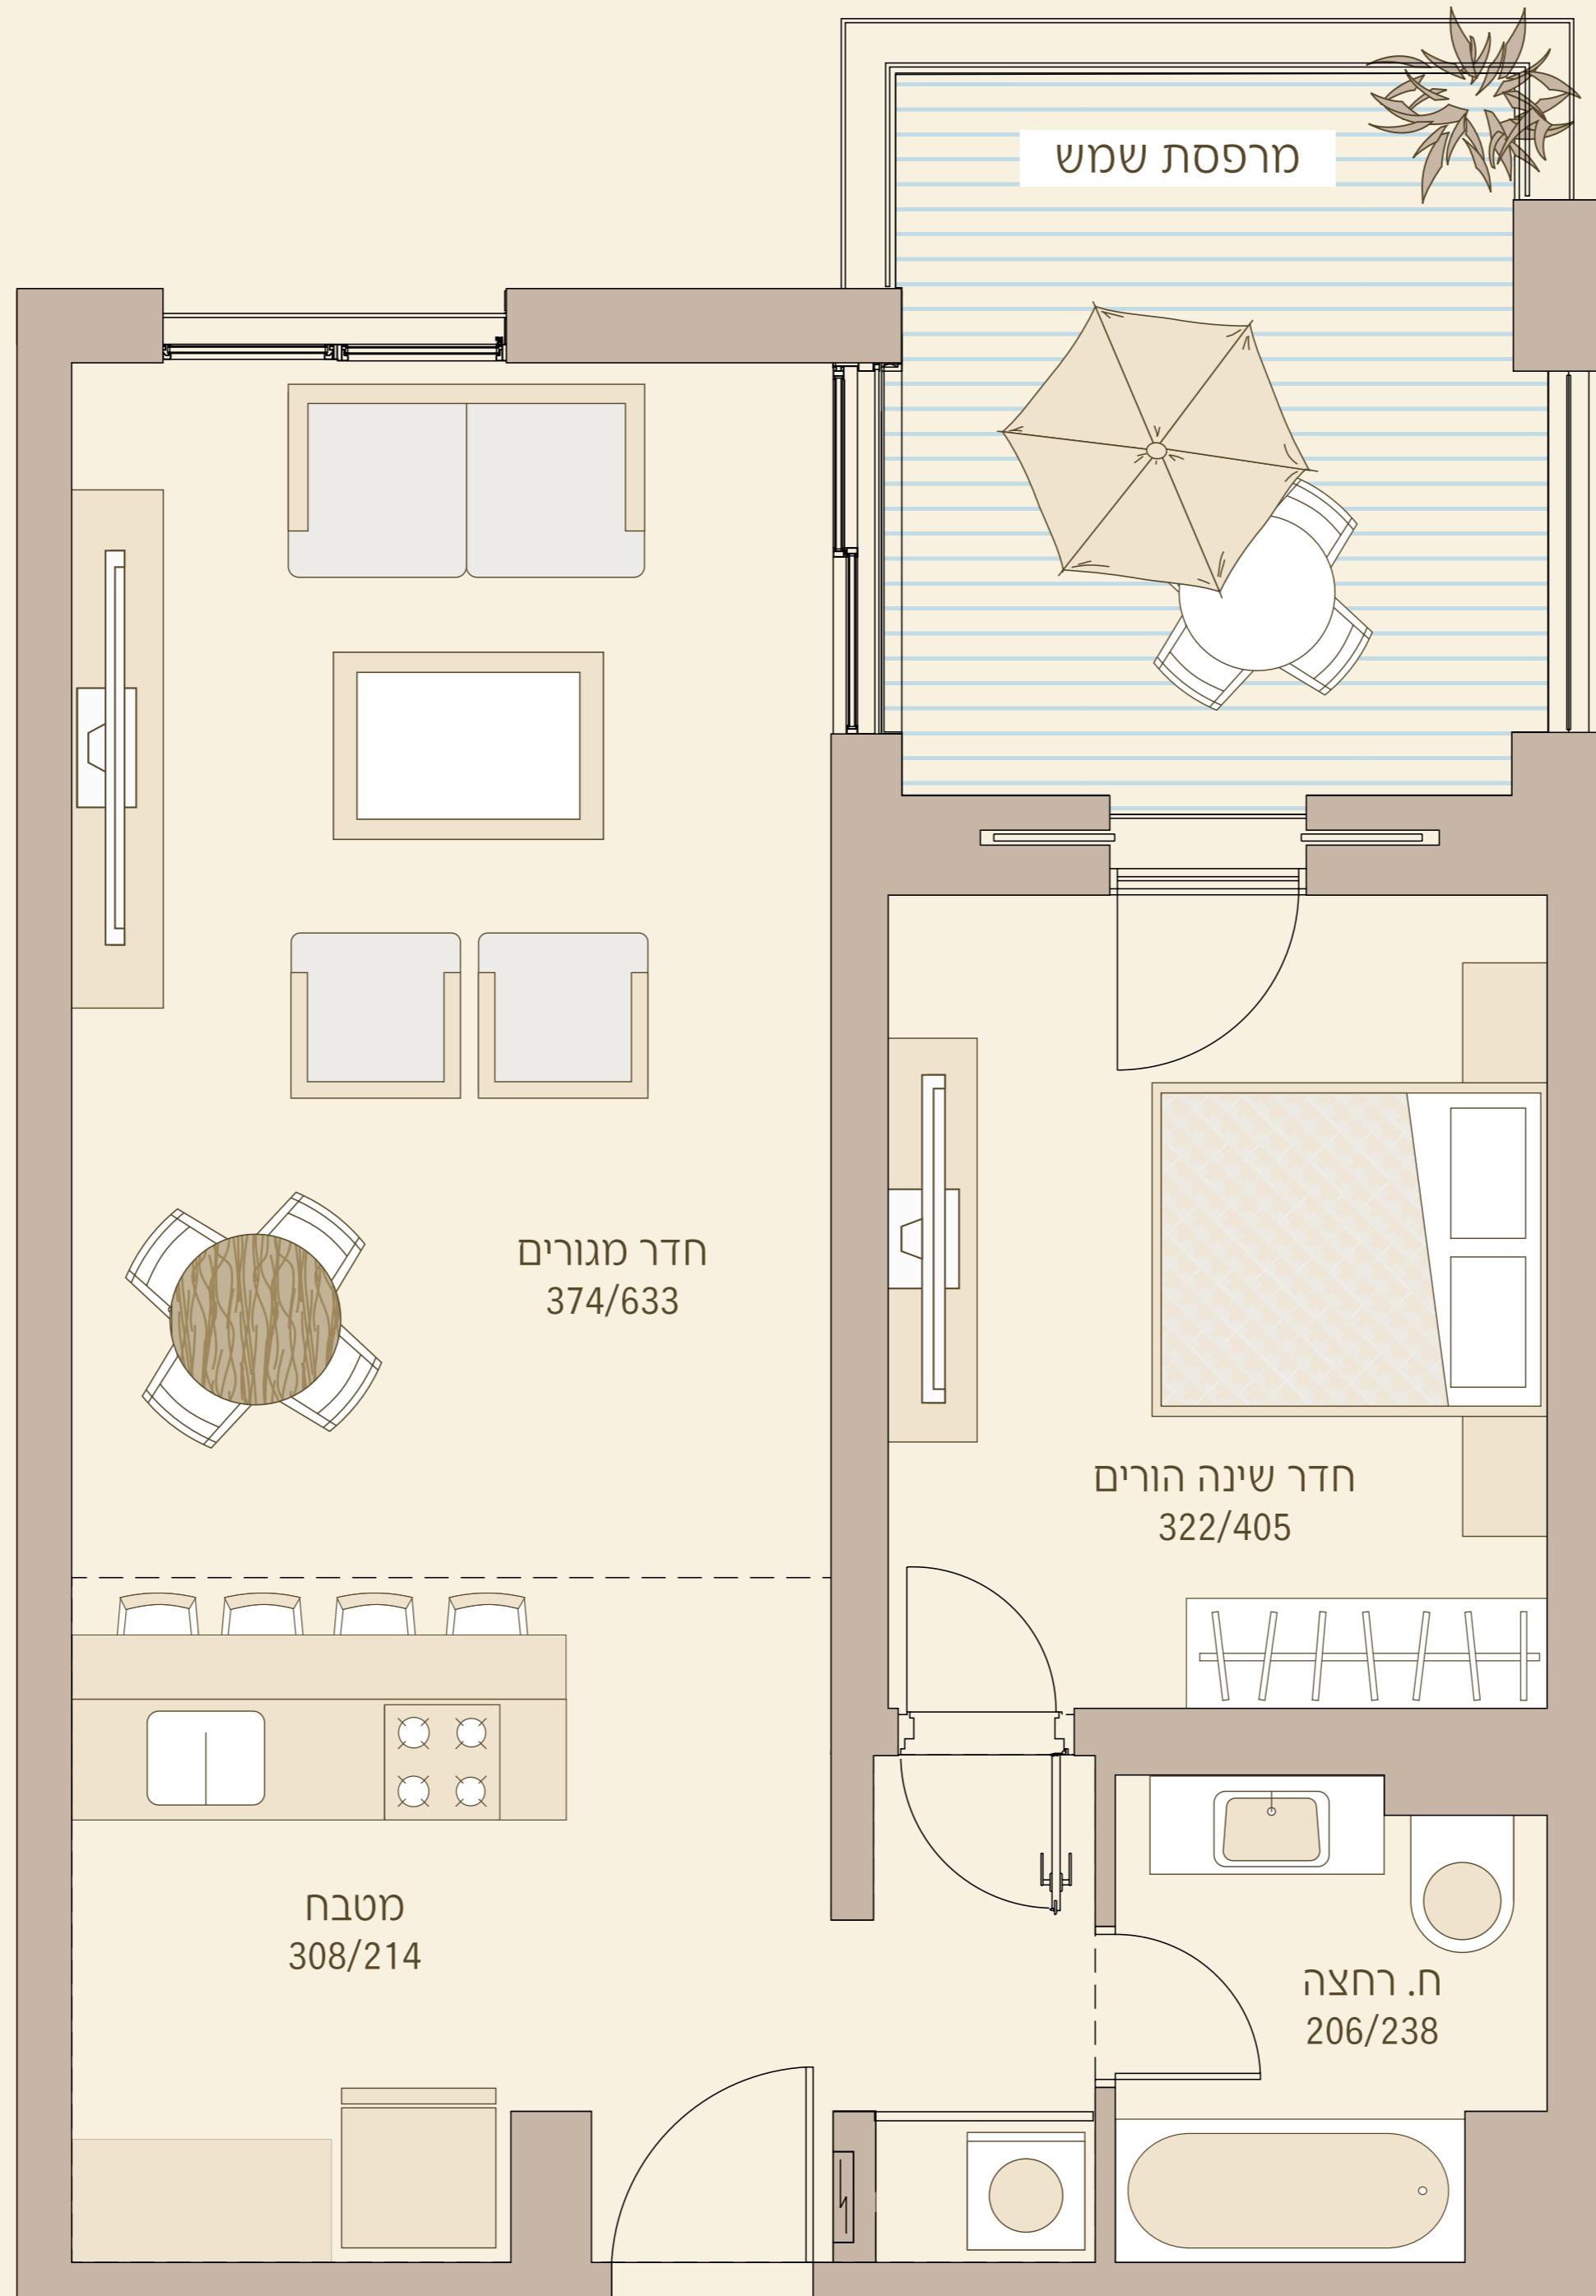 מרפסת שמש
חדר מגורים
374/633
חדר שינה הורים
322/405
מטבח
308/214
ח. רחצה
206/238